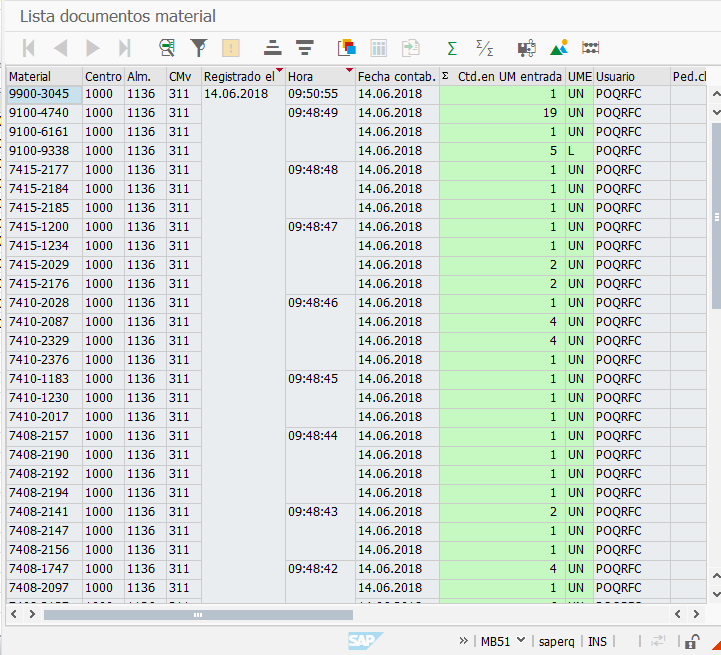 Lista documentos material
Material Centro Alm. CMv Registrado el Hora Fecha contab. Σ Ctd.en UM entrada UME Usuario Ped.cl
9900-3045 1000 1136 311 14.06.2018 09:50:55 14.06.2018 1 UN POQRFC
9100-4740 1000 1136 311 09:48:49 14.06.2018 19 UN POQRFC
9100-6161 1000 1136 311 14.06.2018 1 UN POQRFC
9100-9338 1000 1136 311 14.06.2018 5 L POQRFC
7415-2177 1000 1136 311 09:48:48 14.06.2018 1 UN POQRFC
7415-2184 1000 1136 311 14.06.2018 1 UN POQRFC
7415-2185 1000 1136 311 14.06.2018 1 UN POQRFC
7415-1200 1000 1136 311 09:48:47 14.06.2018 1 UN POQRFC
7415-1234 1000 1136 311 14.06.2018 1 UN POQRFC
7415-2029 1000 1136 311 14.06.2018 2 UN POQRFC
7415-2176 1000 1136 311 14.06.2018 2 UN POQRFC
7410-2028 1000 1136 311 09:48:46 14.06.2018 1 UN POQRFC
7410-2087 1000 1136 311 14.06.2018 4 UN POQRFC
7410-2329 1000 1136 311 14.06.2018 4 UN POQRFC
7410-2376 1000 1136 311 14.06.2018 1 UN POQRFC
7410-1183 1000 1136 311 09:48:45 14.06.2018 1 UN POQRFC
7410-1230 1000 1136 311 14.06.2018 1 UN POQRFC
7410-2017 1000 1136 311 14.06.2018 1 UN POQRFC
7408-2157 1000 1136 311 09:48:44 14.06.2018 1 UN POQRFC
7408-2190 1000 1136 311 14.06.2018 1 UN POQRFC
7408-2192 1000 1136 311 14.06.2018 1 UN POQRFC
7408-2194 1000 1136 311 14.06.2018 1 UN POQRFC
7408-2141 1000 1136 311 09:48:43 14.06.2018 2 UN POQRFC
7408-2147 1000 1136 311 14.06.2018 1 UN POQRFC
7408-2156 1000 1136 311 14.06.2018 1 UN POQRFC
7408-1747 1000 1136 311 09:48:42 14.06.2018 4 UN POQRFC
7408-2097 1000 1136 311 14.06.2018 1 UN POQRFC
SAP MB51 saperq INS